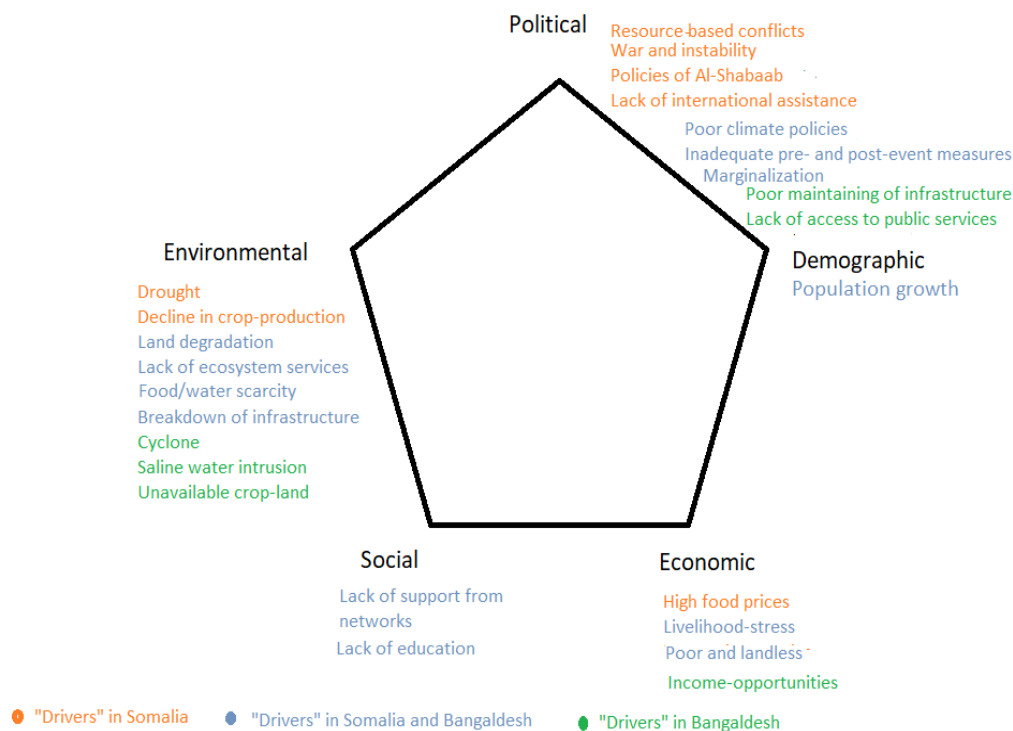 Political
Resource-based conflicts
War and instability
Policies of Al-Shabaab
Lack of international assistance
Poor climate policies
Inadequate pre- and post-event measures
Marginalization
Poor maintaining of infrastructure
Lack of access to public services
Demographic
Population growth
Environmental
Drought
Decline in crop-production
Land degradation
Lack of ecosystem services
Food/water scarcity
Breakdown of infrastructure
Cyclone
Saline water intrusion
Unavailable crop-land
Social
Lack of support from
networks
Lack of education
Economic
High food prices
Livelihood-stress
Poor and landless
Income-opportunities
"Drivers" in Somalia
"Drivers" in Somalia and Bangaldesh
"Drivers" in Bangaldesh